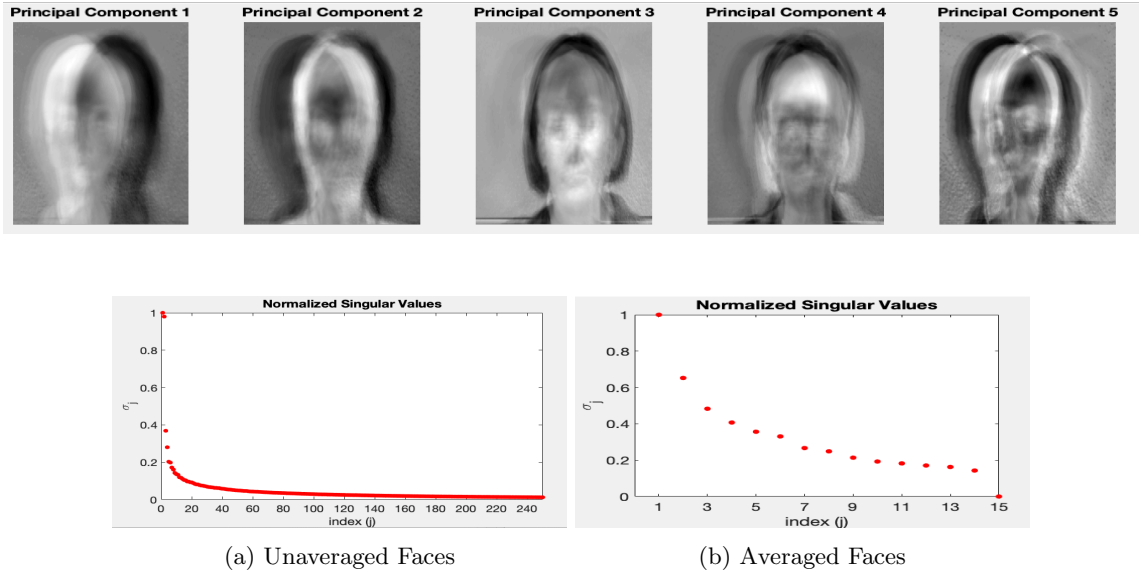 Principal Component 1 Principal Component 2 Principal Component 3 Principal Component 4 Principal Component 5
Normalized Singular Values
1
0.8
0.6
0.4
0.2
0
σj
0 20 40 60 80 100 120 140 160 180 200 220 240
index (j)
(a) Unaveraged Faces
Normalized Singular Values
1
0.8
0.6
0.4
0.2
0
σj
1 3 5 7 9 11 13 15
index (j)
(b) Averaged Faces